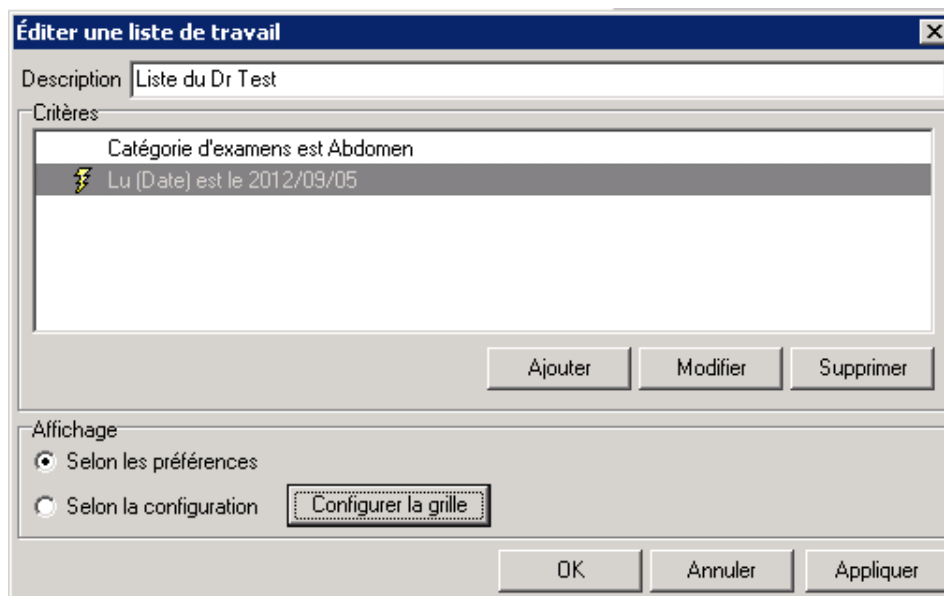 Éditer une liste de travail
Description Liste du Dr Test
Critères
Catégorie d'examens est Abdomen
Lu (Date) est le 2012/09/05
Ajouter Modifier Supprimer
Affichage
Selon les préférences
Selon la configuration Configurer la grille
OK Annuler Appliquer